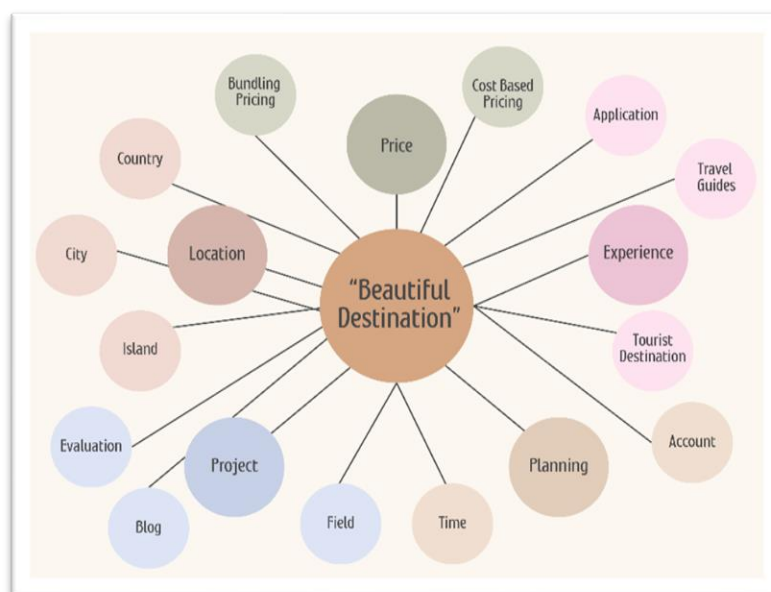 Bundling
Pricing
Cost Based
Pricing
Price
Application
Country
Travel
Guides
City
Location
Experience
"Beautiful
Destination"
Island
Tourist
Destination
Evaluation
Project
Planning
Account
Blog
Field
Time